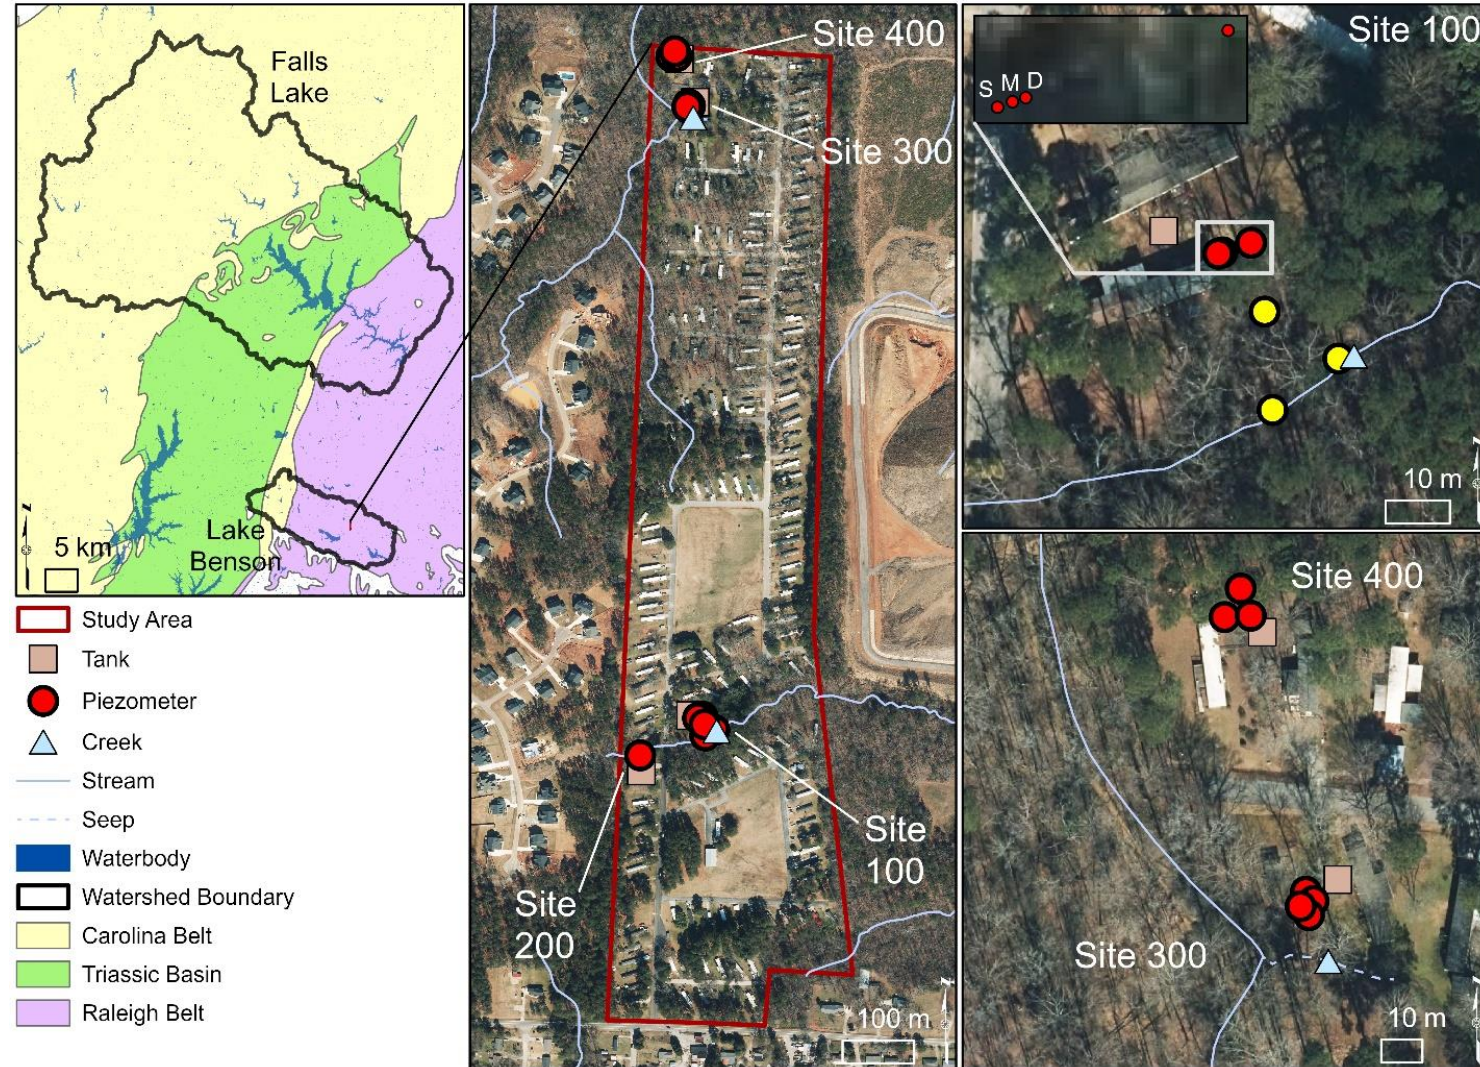 Falls
Lake
Lake
Benson
5 km
Study Area
Tank
Piezometer
Creek
Stream
Seep
Waterbody
Watershed Boundary
Carolina Belt
Triassic Basin
Raleigh Belt
Site 400
Site 300
Site
100
Site
200
100 m
Site 100
S M D
10 m
Site 400
Site 300
10 m